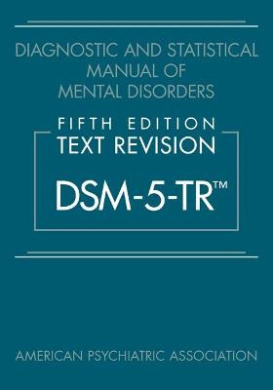 DIAGNOSTIC AND STATISTICAL
MANUAL OF
MENTAL DISORDERS
FIFTH EDITION
TEXT REVISION
DSM-5-TR™
AMERICAN PSYCHIATRIC ASSOCIATION